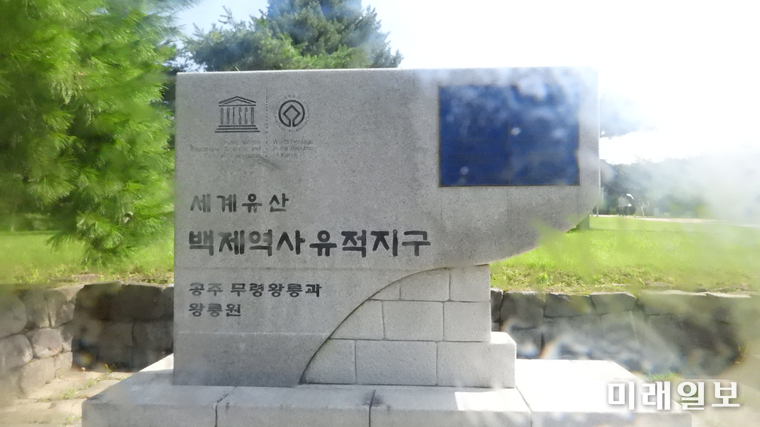 UNESCO
세계유산
백제역사유적지구
공주 무령왕릉과
왕릉원
미래일보